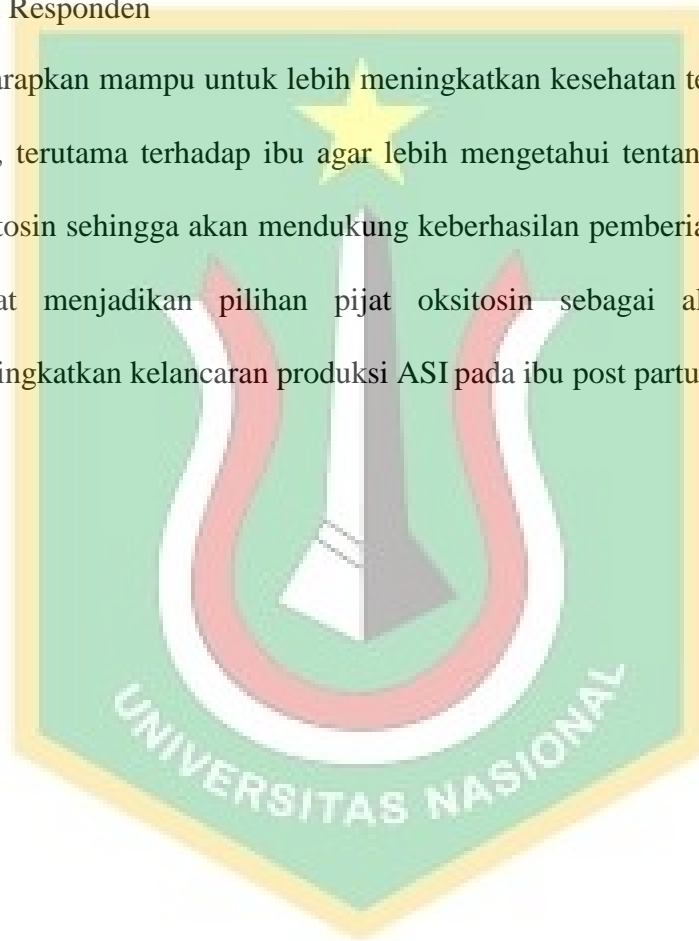 Responden
arapkan mampu untuk lebih meningkatkan kesehatan te
, terutama terhadap ibu agar lebih mengetahui tentan
tosin sehingga akan mendukung keberhasilan pemberia
at menjadikan pilihan pijat oksitosin sebagai al
ingkatkan kelancaran produksi ASI pada ibu post partu
UNIVERSITAS NASIONAL